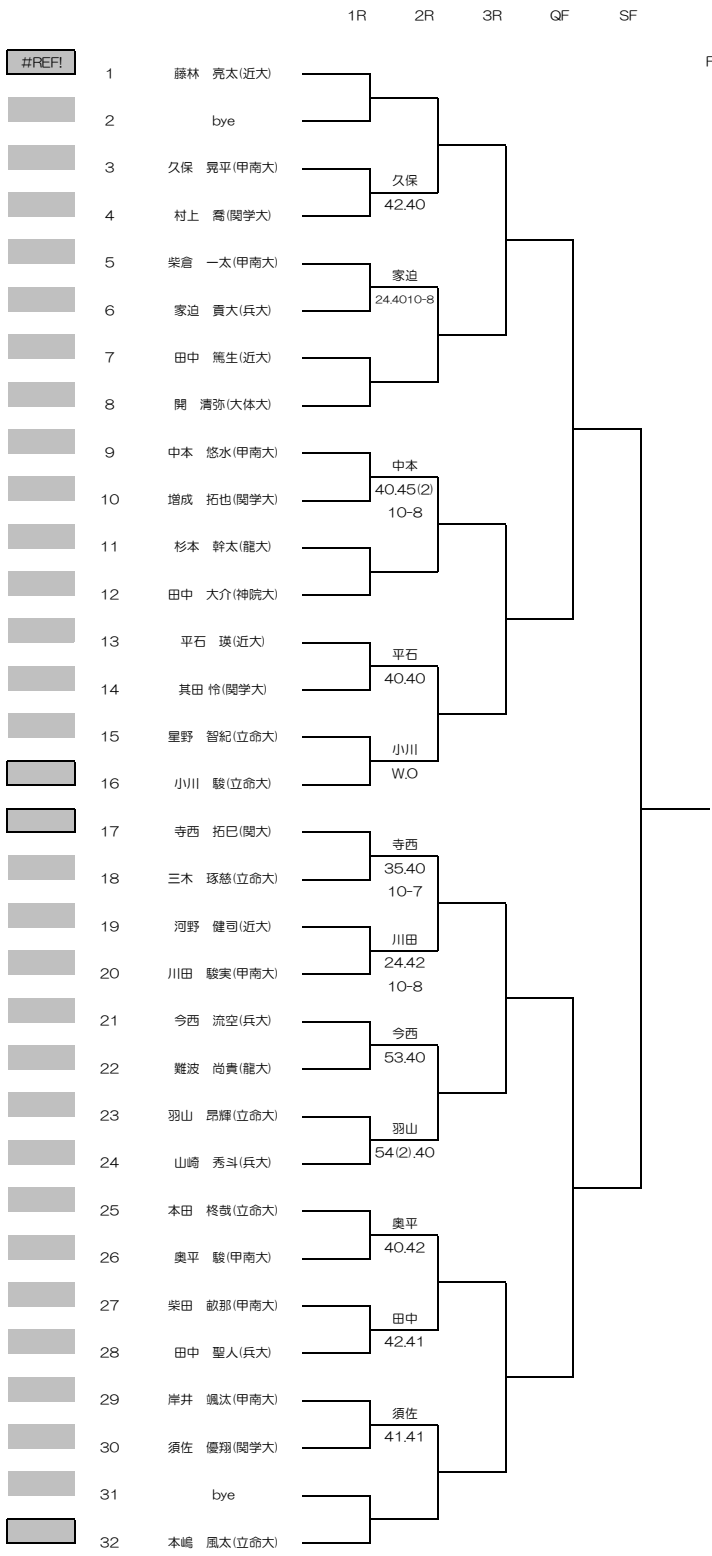 1R 2R 3R QF SF
#REF!
1 藤林 亮太(近大)
2 bye
3 久保 晃平(甲南大)
久保
4 村上 喬(関学大)
42.40
5 柴倉 一太(甲南大)
家迫
6 家迫 貢大(兵大)
24.4010-8
7 田中 篤生(近大)
8 開 清弥(大体大)
9 中本 悠水(甲南大)
中本
10 増成 拓也(関学大)
40.45(2)
10-8
11 杉本 幹太(龍大)
12 田中 大介(神院大)
13 平石 瑛(近大)
平石
14 其田 怜(関学大)
40.40
15 星野 智紀(立命大)
小川
16 小川 駿(立命大)
W.O
17 寺西 拓巳(関大)
寺西
18 三木 琢慈(立命大)
35.40
10-7
19 河野 健司(近大)
川田
20 川田 駿実(甲南大)
24.42
10-8
21 今西 流空(兵大)
今西
22 難波 尚貴(龍大)
53.40
23 羽山 昂輝(立命大)
羽山
24 山崎 秀斗(兵大)
54(2).40
25 本田 柊哉(立命大)
奥平
26 奥平 駿(甲南大)
40.42
27 柴田 畝那(甲南大)
田中
28 田中 聖人(兵大)
42.41
29 岸井 颯汰(甲南大)
須佐
30 須佐 優翔(関学大)
41.41
31 bye
32 本嶋 風太(立命大)